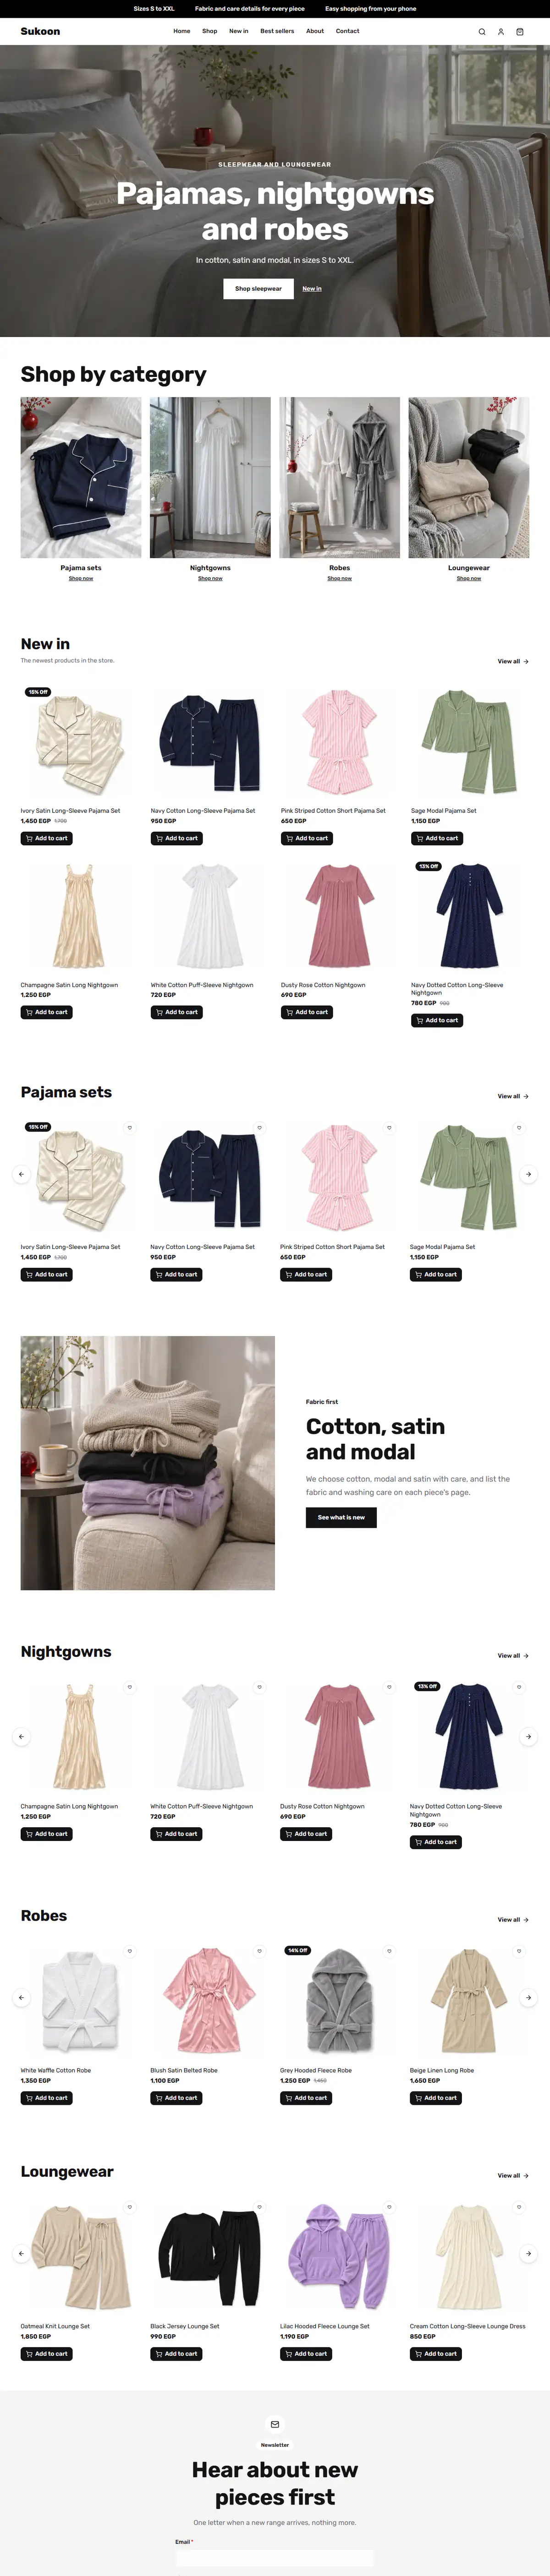 Sizes S to XXL
Fabric and care details for every piece
Easy shopping from your phone
Sukoon
Home
Shop
New in
Best sellers
About
Contact
SLEEPWEAR AND LOUNGEWEAR
Pajamas, nightgowns
and robes
In cotton, satin and modal, in sizes S to XXL.
Shop sleepwear
New in
Shop by category
Pajama sets
Shop now
Nightgowns
Shop now
Robes
Shop now
Loungewear
Shop now
New in
The newest products in the store.
View all
15% Off
Ivory Satin Long-Sleeve Pajama Set
1,450 EGP 1,700
Add to cart
Navy Cotton Long-Sleeve Pajama Set
950 EGP
Add to cart
Pink Striped Cotton Short Pajama Set
650 EGP
Add to cart
Sage Modal Pajama Set
1,150 EGP
Add to cart
Champagne Satin Long Nightgown
1,250 EGP
Add to cart
White Cotton Puff-Sleeve Nightgown
720 EGP
Add to cart
Dusty Rose Cotton Nightgown
690 EGP
Add to cart
13% Off
Navy Dotted Cotton Long-Sleeve
Nightgown
780 EGP 900
Add to cart
Pajama sets
View all
15% Off
Ivory Satin Long-Sleeve Pajama Set
1,450 EGP 1,700
Add to cart
Navy Cotton Long-Sleeve Pajama Set
950 EGP
Add to cart
Pink Striped Cotton Short Pajama Set
650 EGP
Add to cart
Sage Modal Pajama Set
1,150 EGP
Add to cart
Fabric first
Cotton, satin
and modal
We choose cotton, modal and satin with care, and list the
fabric and washing care on each piece's page.
See what is new
Nightgowns
View all
Champagne Satin Long Nightgown
1,250 EGP
Add to cart
White Cotton Puff-Sleeve Nightgown
720 EGP
Add to cart
Dusty Rose Cotton Nightgown
690 EGP
Add to cart
13% Off
Navy Dotted Cotton Long-Sleeve
Nightgown
780 EGP 900
Add to cart
Robes
View all
White Waffle Cotton Robe
1,350 EGP
Add to cart
Blush Satin Belted Robe
1,100 EGP
Add to cart
14% Off
Grey Hooded Fleece Robe
1,250 EGP 1,450
Add to cart
Beige Linen Long Robe
1,650 EGP
Add to cart
Loungewear
View all
Oatmeal Knit Lounge Set
1,850 EGP
Add to cart
Black Jersey Lounge Set
990 EGP
Add to cart
Lilac Hooded Fleece Lounge Set
1,190 EGP
Add to cart
Cream Cotton Long-Sleeve Lounge Dress
850 EGP
Add to cart
Newsletter
Hear about new
pieces first
One letter when a new range arrives, nothing more.
Email *